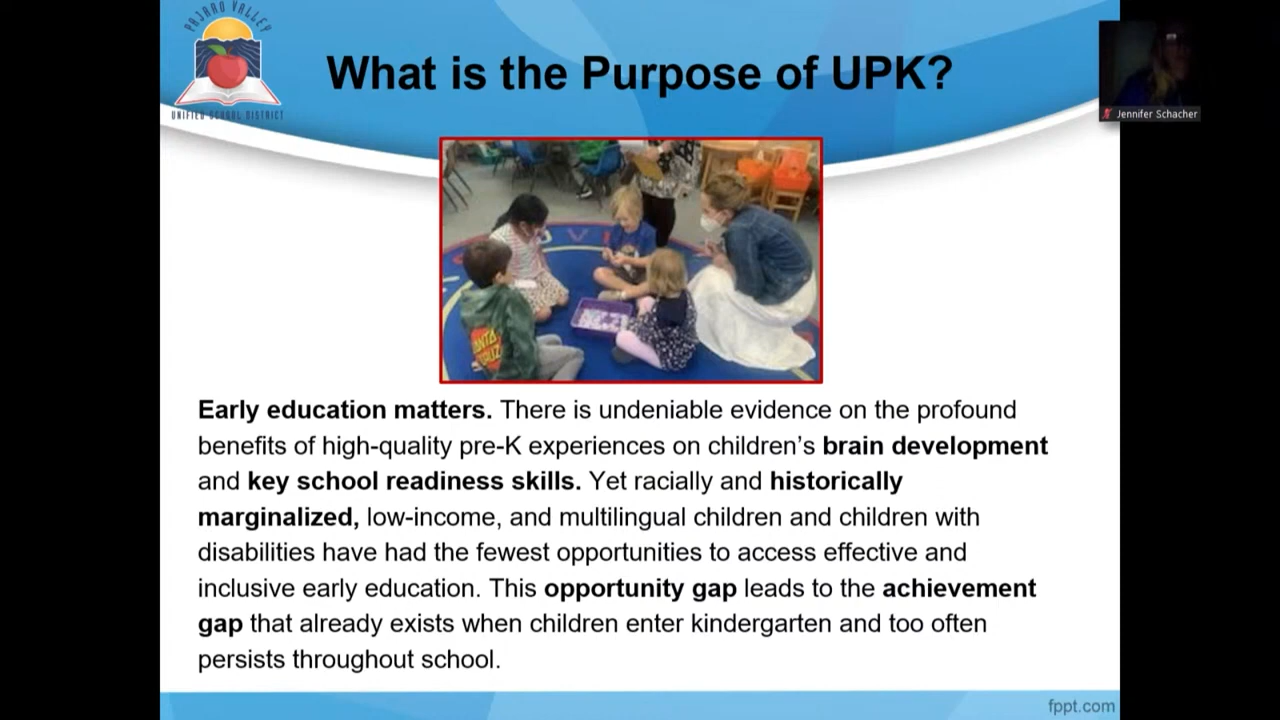 PAJARO VALLEY
UNIFIED SCHOOL DISTRICT
What is the Purpose of UPK?
Jennifer Schacher
Early education matters. There is undeniable evidence on the profound
benefits of high-quality pre-K experiences on children's brain development
and key school readiness skills. Yet racially and historically
marginalized, low-income, and multilingual children and children with
disabilities have had the fewest opportunities to access effective and
inclusive early education. This opportunity gap leads to the achievement
gap that already exists when children enter kindergarten and too often
persists throughout school.
fppt.com